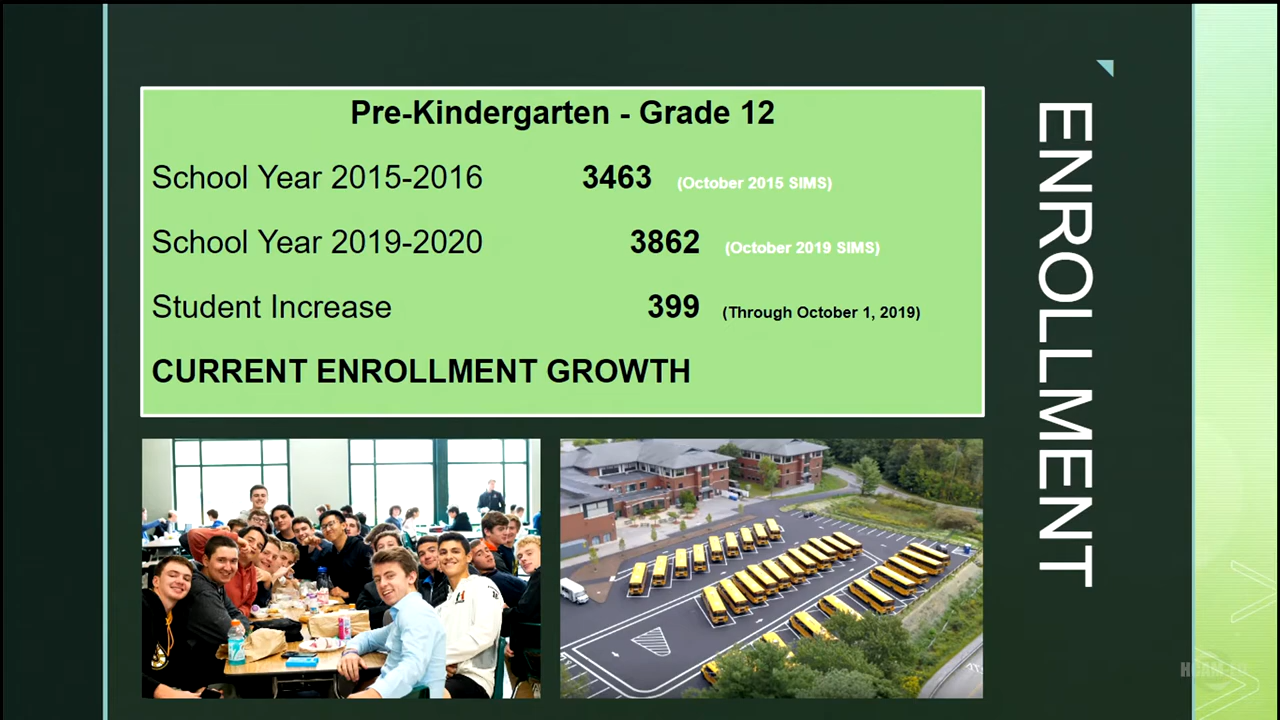 Pre-Kindergarten - Grade 12
School Year 2015-2016 3463 (October 2015 SIMS)
School Year 2019-2020 3862 (October 2019 SIMS)
Student Increase 399 (Through October 1, 2019)
CURRENT ENROLLMENT GROWTH
ENROLLMENT